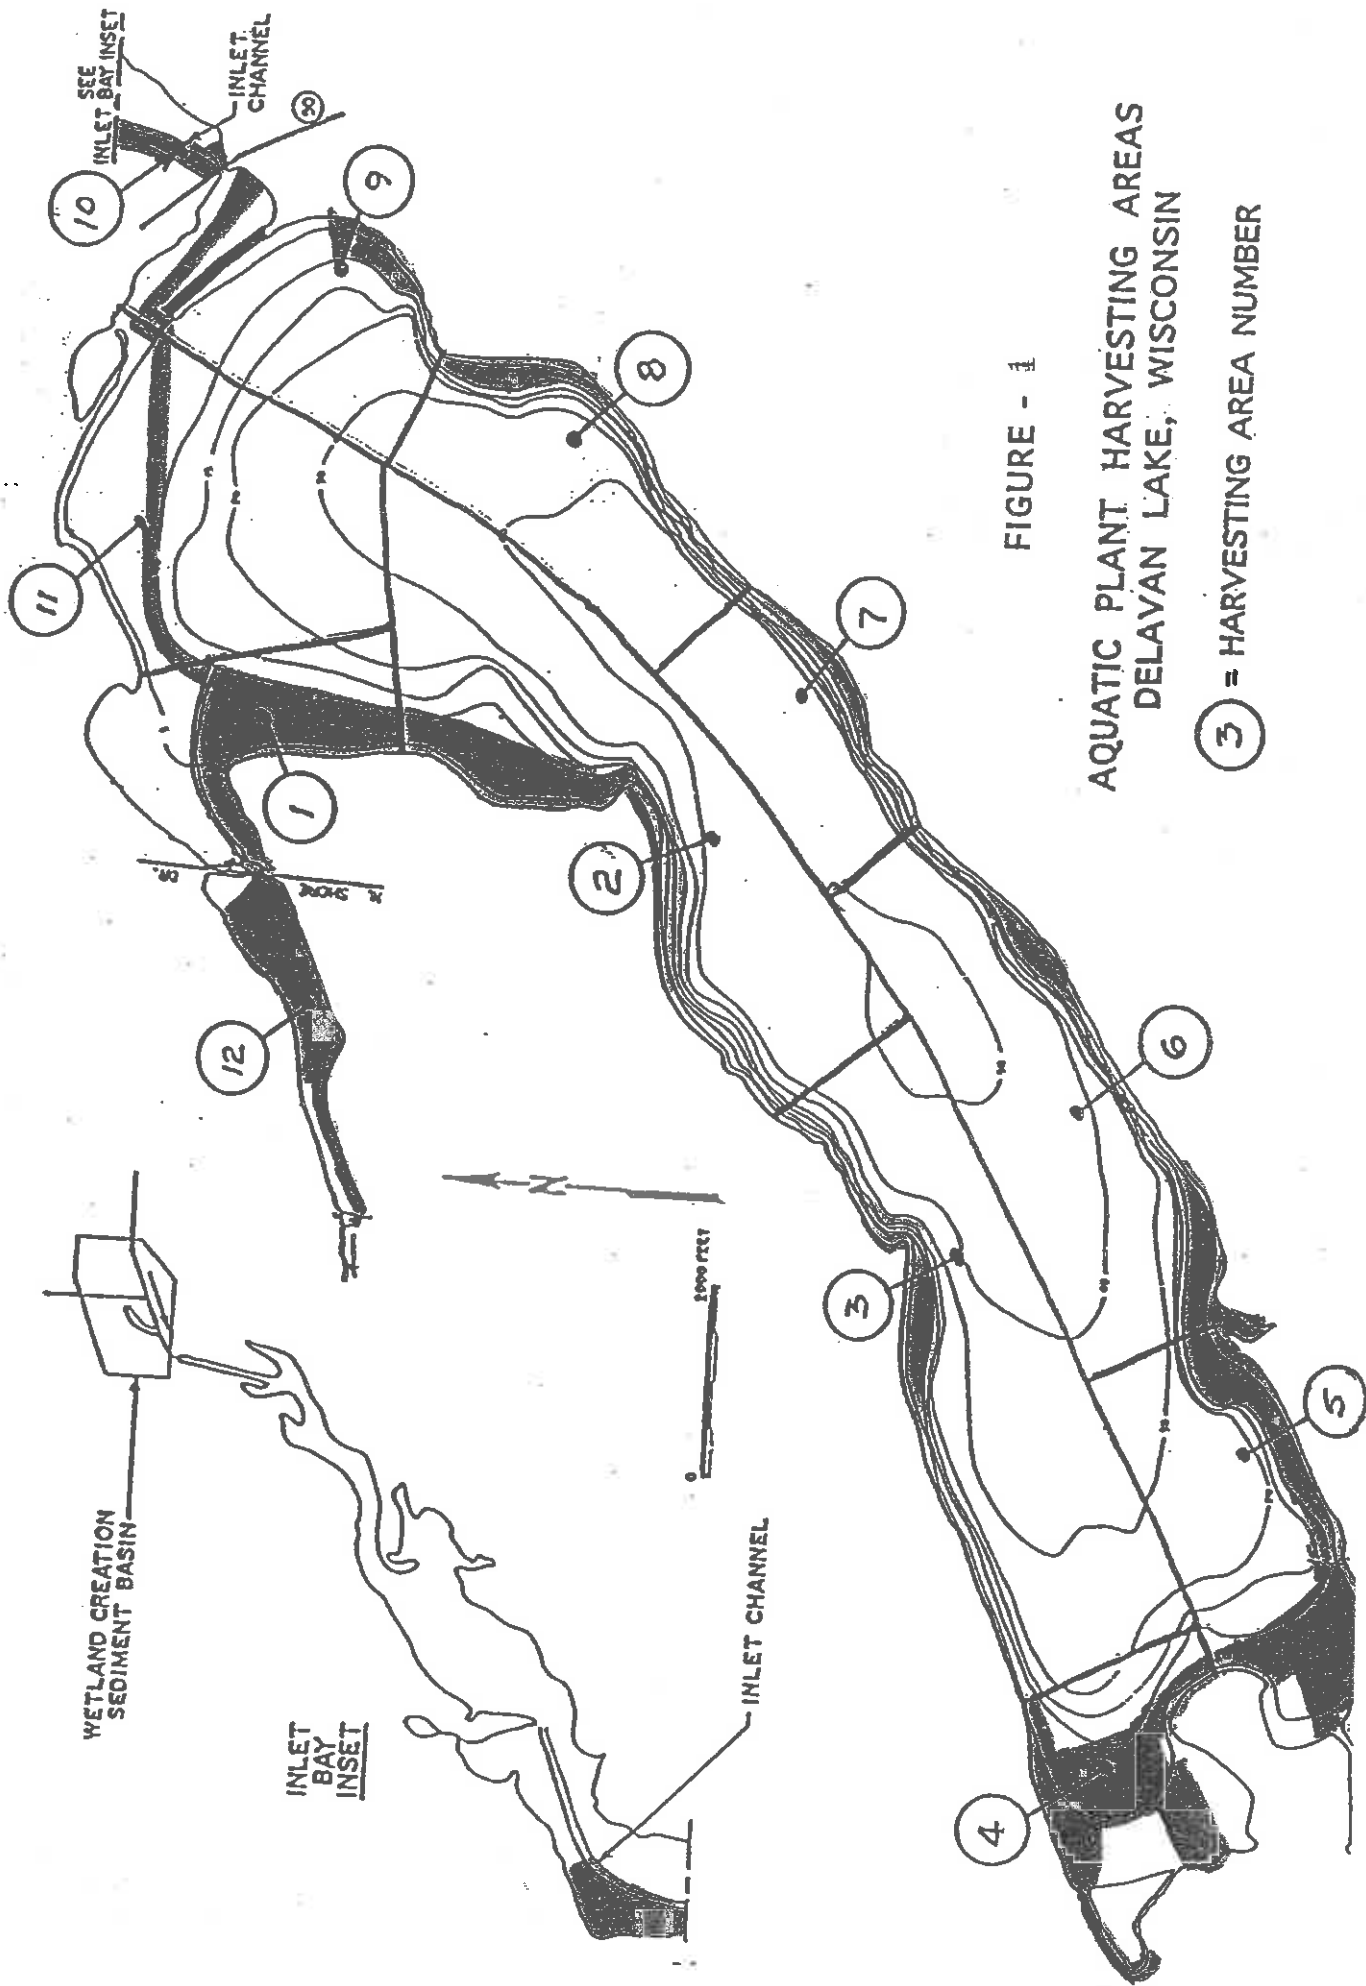 WETLAND CREATION
SEDIMENT BASIN
INLET
BAY
INSET
INLET CHANNEL
0
2000 FEET
N
12
SHORE
DR.
1
11
10
SEE
INLET BAY INSET
INLET
CHANNEL
50
9
8
2
7
3
6
4
5
FIGURE - 1
AQUATIC PLANT HARVESTING AREAS
DELAVAN LAKE, WISCONSIN
3 = HARVESTING AREA NUMBER